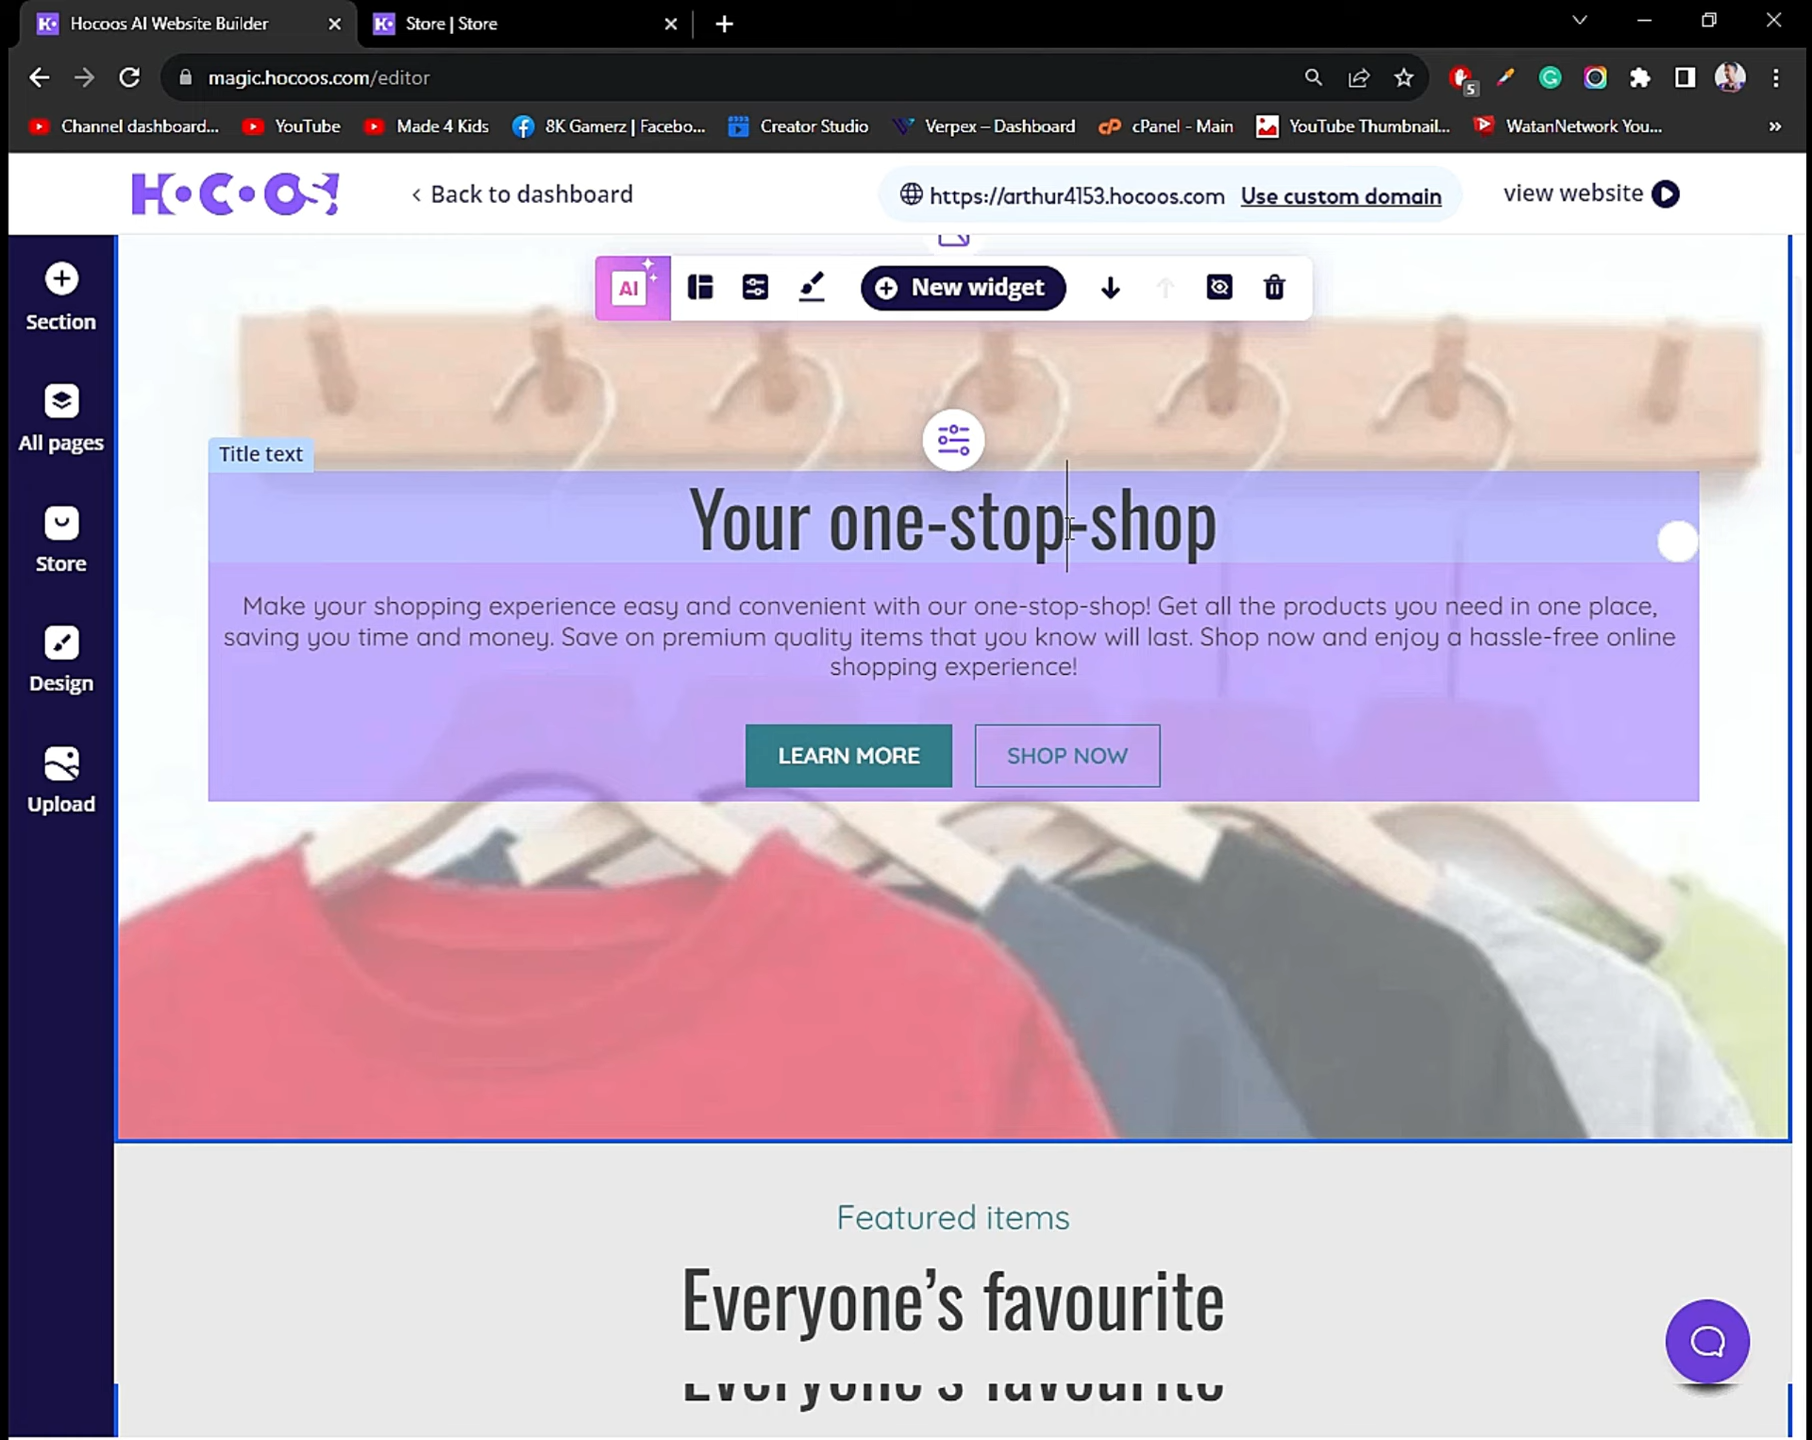 Hocoos AI Website Builder
Store | Store
magic.hocoos.com/editor
5
Channel dashboard...
YouTube
Made 4 Kids
8K Gamerz | Facebo...
Creator Studio
Verpex – Dashboard
cPanel - Main
YouTube Thumbnail...
WatanNetwork You...
HOCOOS
Back to dashboard
https://arthur4153.hocoos.com Use custom domain
view website
AI
New widget
Section
All pages
Store
Design
Upload
Title text
Your one-stop-shop
Make your shopping experience easy and convenient with our one-stop-shop! Get all the products you need in one place,
saving you time and money. Save on premium quality items that you know will last. Shop now and enjoy a hassle-free online
shopping experience!
LEARN MORE
SHOP NOW
Featured items
Everyone’s favourite
Everyone’s favourite